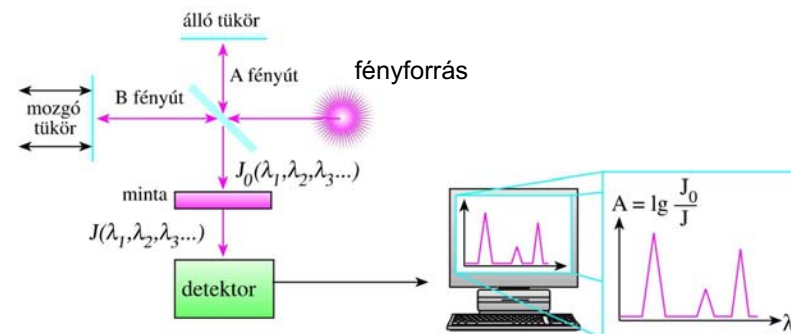 álló tükör
A fényút
fényforrás
B fényút
mozgó
tükör
J₀(λ₁,λ₂,λ₃...)
minta
J(λ₁,λ₂,λ₃...)
detektor
A = lg J₀/J
λ